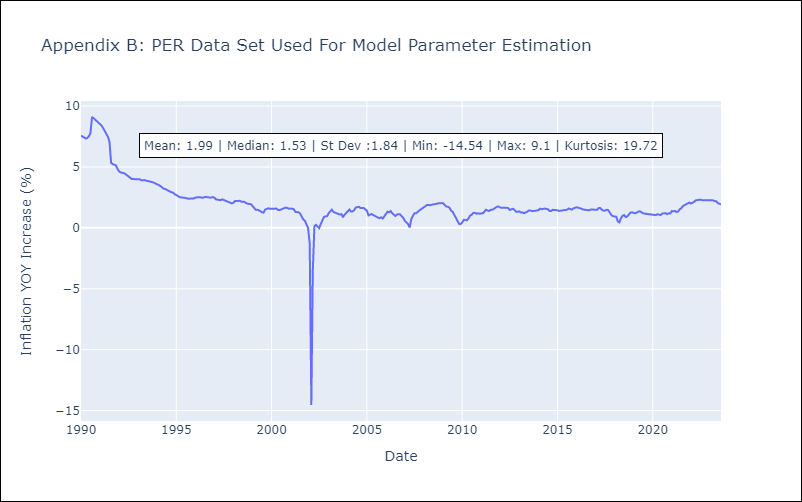 Appendix B: PER Data Set Used For Model Parameter Estimation
Mean: 1.99 | Median: 1.53 | St Dev :1.84 | Min: -14.54 | Max: 9.1 | Kurtosis: 19.72
Inflation YOY Increase (%)
10
5
0
−5
−10
−15
1990 1995 2000 2005 2010 2015 2020
Date